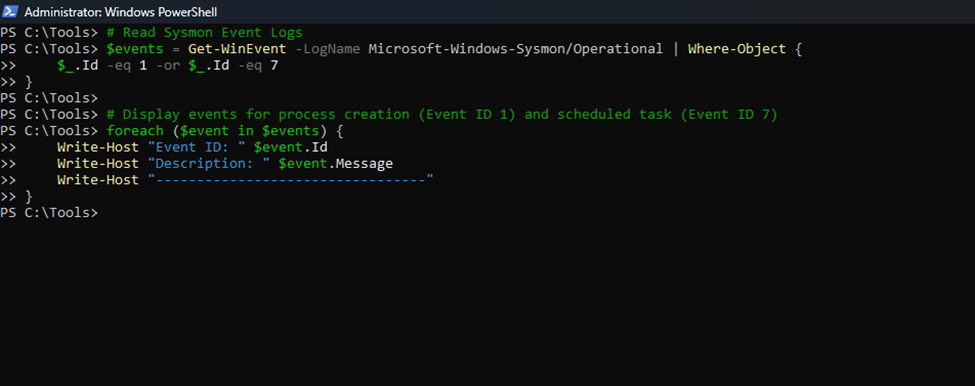 Administrator: Windows PowerShell
PS C:\Tools> # Read Sysmon Event Logs
PS C:\Tools> $events = Get-WinEvent -LogName Microsoft-Windows-Sysmon/Operational | Where-Object {
>>     $_.Id -eq 1 -or $_.Id -eq 7
>> }
PS C:\Tools>
PS C:\Tools> # Display events for process creation (Event ID 1) and scheduled task (Event ID 7)
PS C:\Tools> foreach ($event in $events) {
>>     Write-Host "Event ID: " $event.Id
>>     Write-Host "Description: " $event.Message
>>     Write-Host "---------------------------------"
>> }
PS C:\Tools>